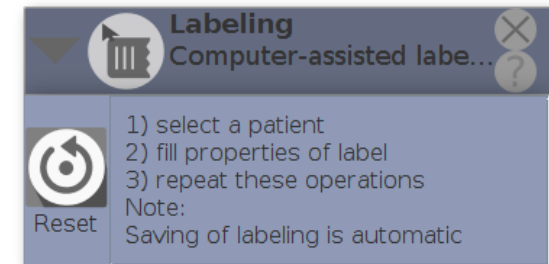 Labeling
Computer-assisted labe...
?
1) select a patient
2) fill properties of label
3) repeat these operations
Note:
Saving of labeling is automatic
Reset